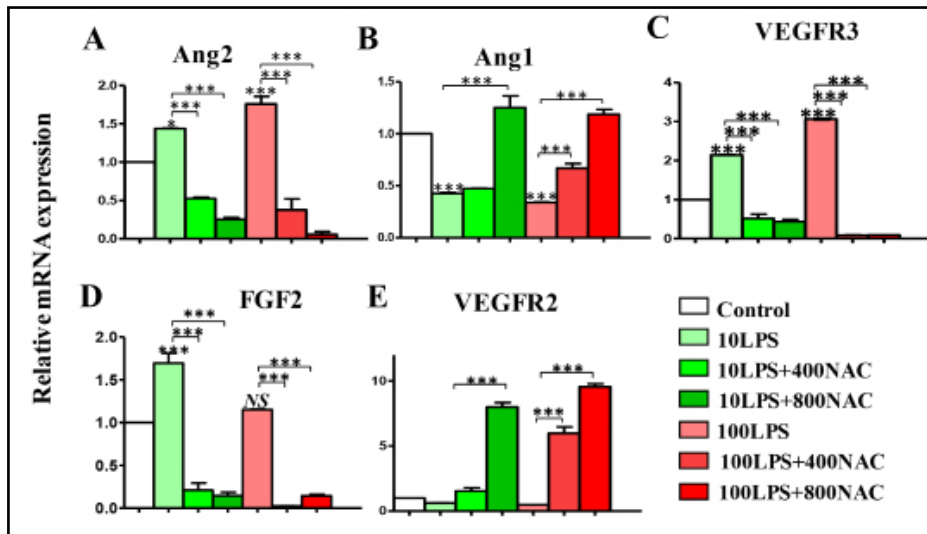 A
Ang2
***
***
***
***
*
***
2.0
1.5
1.0
0.5
0.0
B
Ang1
***
***
***
***
***
1.5
1.0
0.5
0.0
C
VEGFR3
***
***
***
***
***
***
4
3
2
1
0
Relative mRNA expression
D
FGF2
***
***
***
***
***
NS
2.0
1.5
1.0
0.5
0.0
E
VEGFR2
***
***
***
10
5
0
Control
10LPS
10LPS+400NAC
10LPS+800NAC
100LPS
100LPS+400NAC
100LPS+800NAC